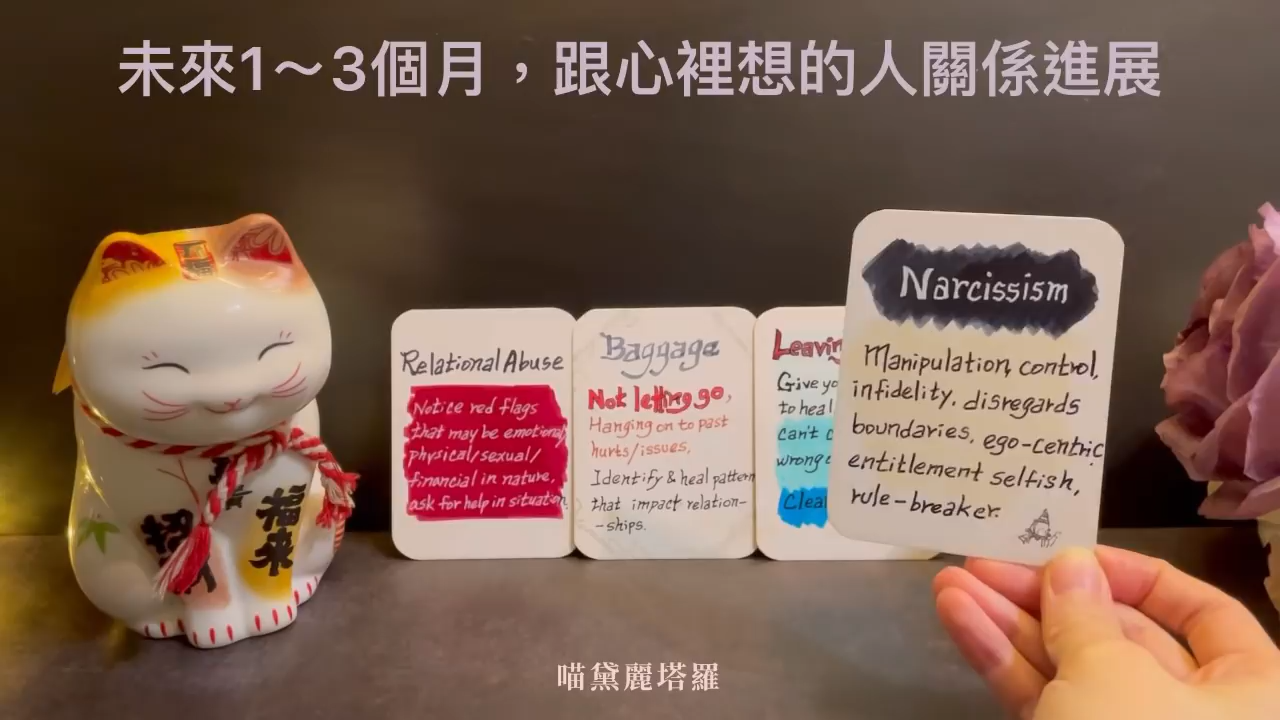 未來1～3個月，跟心裡想的人關係進展
福
福
來
Relational Abuse
Notice red flags
that may be emotional,
physical/sexual/
financial in nature,
ask for help in situation.
Baggage
Not letting go,
Hanging on to past
hurts/issues,
Identify & heal pattern
that impact relation-
-ships.
Give yo
to heal
can't
Narcissism
Manipulation, control,
infidelity, disregards
boundaries, ego-centric
entitlement selfish,
rule-breaker.
喵黛麗塔羅